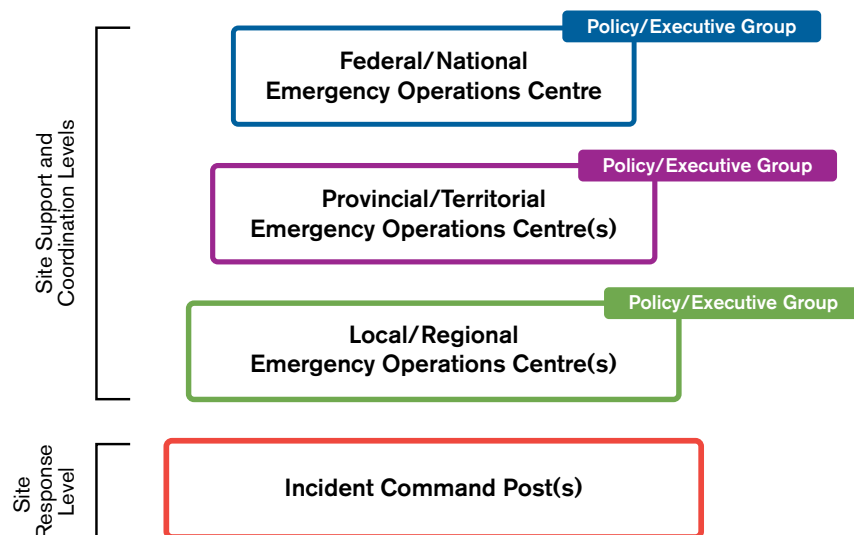 Policy/Executive Group
Federal/National
Emergency Operations Centre
Policy/Executive Group
Provincial/Territorial
Emergency Operations Centre(s)
Policy/Executive Group
Local/Regional
Emergency Operations Centre(s)
Site Support and
Coordination Levels
Incident Command Post(s)
Site
Response
Level